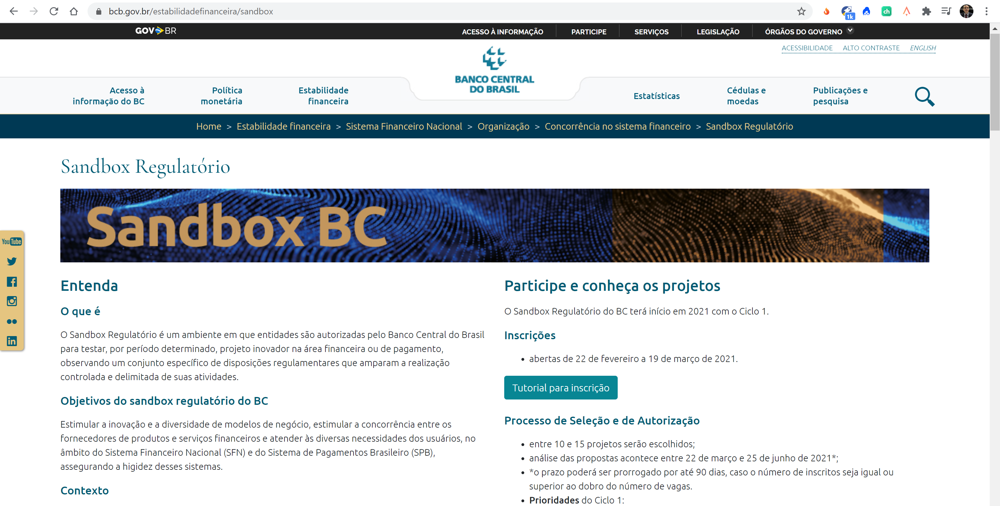 bcb.gov.br/estabilidadefinanceira/sandbox
1k
ch
GOV BR
ACESSO À INFORMAÇÃO
PARTICIPE
SERVIÇOS
LEGISLAÇÃO
ÓRGÃOS DO GOVERNO
ACESSIBILIDADE
ALTO CONTRASTE
ENGLISH
BANCO CENTRAL
DO BRASIL
Acesso à
informação do BC
Política
monetária
Estabilidade
financeira
Estatísticas
Cédulas e
moedas
Publicações e
pesquisa
Home > Estabilidade financeira > Sistema Financeiro Nacional > Organização > Concorrência no sistema financeiro > Sandbox Regulatório
Sandbox Regulatório
Sandbox BC
YouTube
in
Entenda
O que é
O Sandbox Regulatório é um ambiente em que entidades são autorizadas pelo Banco Central do Brasil
para testar, por período determinado, projeto inovador na área financeira ou de pagamento,
observando um conjunto específico de disposições regulamentares que amparam a realização
controlada e delimitada de suas atividades.
Objetivos do sandbox regulatório do BC
Estimular a inovação e a diversidade de modelos de negócio, estimular a concorrência entre os
fornecedores de produtos e serviços financeiros e atender às diversas necessidades dos usuários, no
âmbito do Sistema Financeiro Nacional (SFN) e do Sistema de Pagamentos Brasileiro (SPB),
assegurando a higidez desses sistemas.
Contexto
Participe e conheça os projetos
O Sandbox Regulatório do BC terá início em 2021 com o Ciclo 1.
Inscrições
• abertas de 22 de fevereiro a 19 de março de 2021.
Tutorial para inscrição
Processo de Seleção e de Autorização
• entre 10 e 15 projetos serão escolhidos;
• análise das propostas acontece entre 22 de março e 25 de junho de 2021*;
• *o prazo poderá ser prorrogado por até 90 dias, caso o número de inscritos seja igual ou
superior ao dobro do número de vagas.
• Prioridades do Ciclo 1: